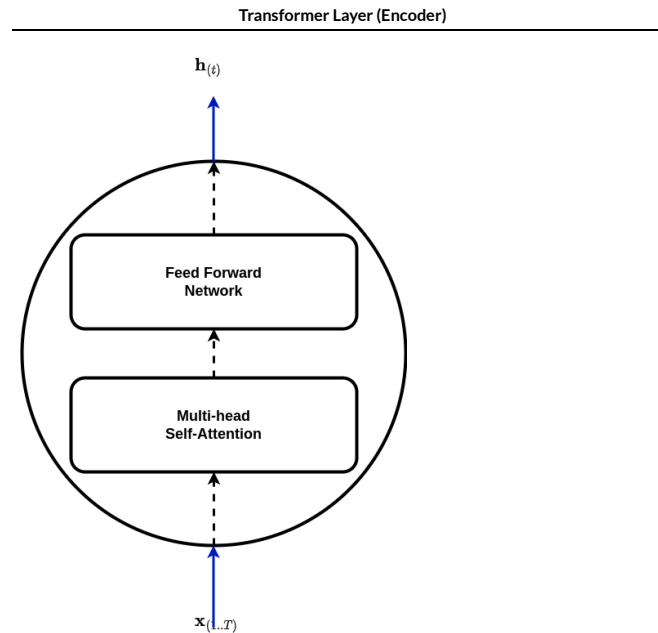 Transformer Layer (Encoder)
h(t)
Feed Forward
Network
Multi-head
Self-Attention
x(1...T)